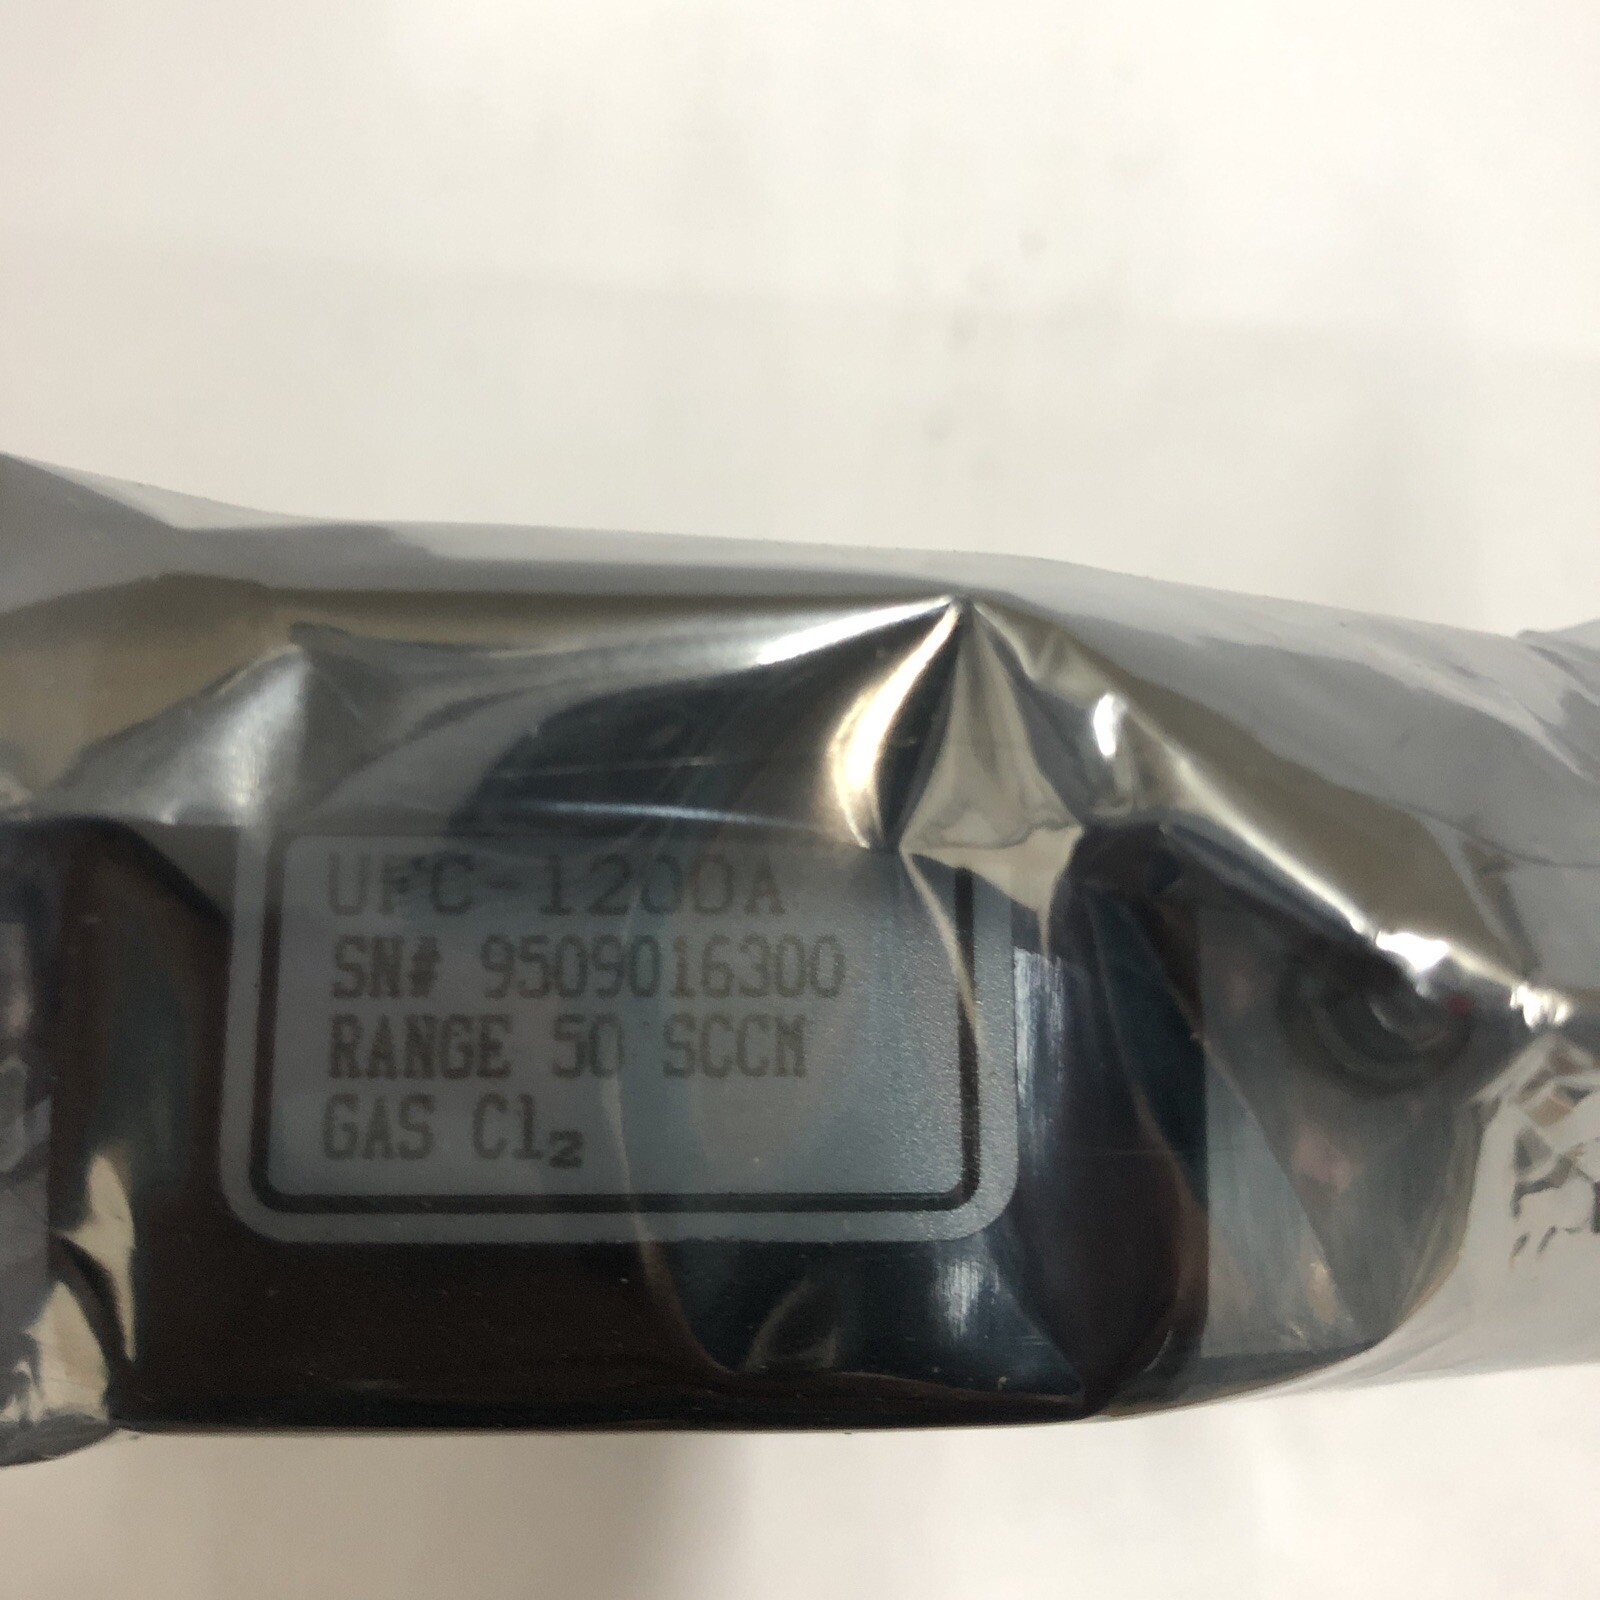 UFC-1200A
SN# 9509016300
RANGE 50 SCCM
GAS Cl₂